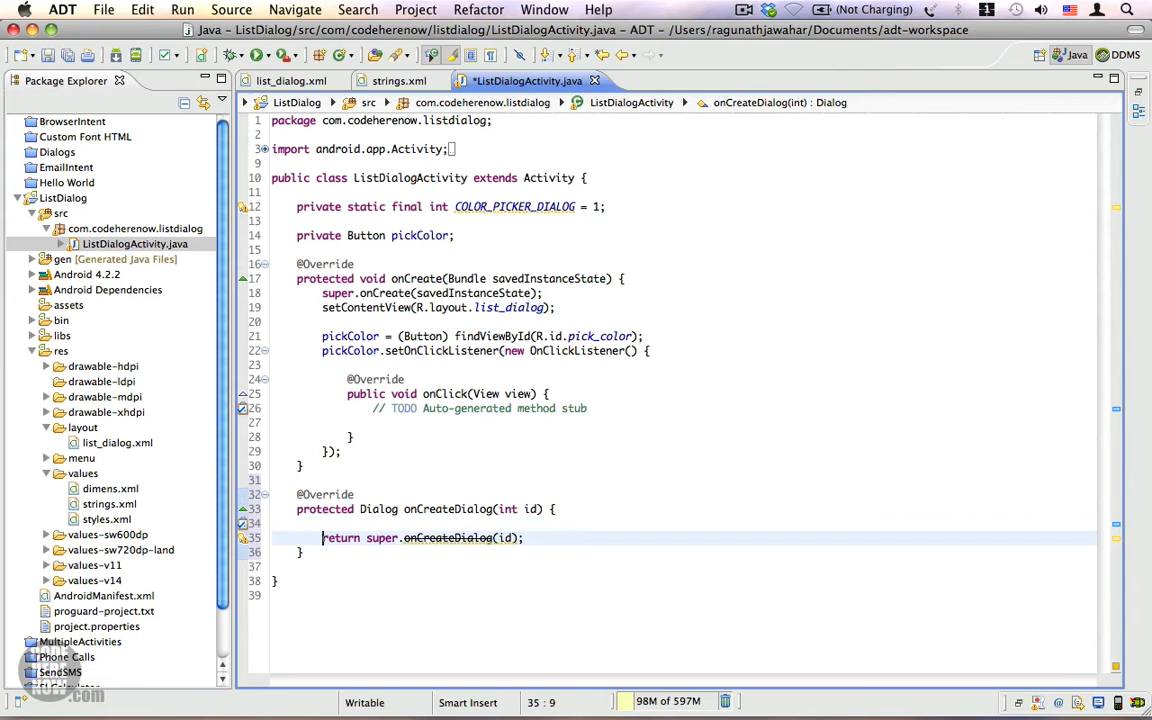 ADT File Edit Run Source Navigate Search Project Refactor Window Help (Not Charging) 1
Java - ListDialog/src/com/codeherenow/listdialog/ListDialogActivity.java - ADT - /Users/ragunathjawahar/Documents/adt-workspace
Java DDMS
Package Explorer list_dialog.xml strings.xml *ListDialogActivity.java
ListDialog src com.codeherenow.listdialog ListDialogActivity onCreateDialog(int) : Dialog
BrowserIntent
Custom Font HTML
Dialogs
EmailIntent
Hello World
ListDialog
src
com.codeherenow.listdialog
ListDialogActivity.java
gen [Generated Java Files]
Android 4.2.2
Android Dependencies
assets
bin
libs
res
drawable-hdpi
drawable-ldpi
drawable-mdpi
drawable-xhdpi
layout
list_dialog.xml
menu
values
dimens.xml
strings.xml
styles.xml
values-sw600dp
values-sw720dp-land
values-v11
values-v14
AndroidManifest.xml
proguard-project.txt
project.properties
MultipleActivities
Phone Calls
SendSMS
1 package com.codeherenow.listdialog;
2
3 import android.app.Activity;
9
10 public class ListDialogActivity extends Activity {
11
12 private static final int COLOR_PICKER_DIALOG = 1;
13
14 private Button pickColor;
15
16 @Override
17 protected void onCreate(Bundle savedInstanceState) {
18 super.onCreate(savedInstanceState);
19 setContentView(R.layout.list_dialog);
20
21 pickColor = (Button) findViewById(R.id.pick_color);
22 pickColor.setOnClickListener(new OnClickListener() {
23
24 @Override
25 public void onClick(View view) {
26 // TODO Auto-generated method stub
27
28 }
29 });
30 }
31
32 @Override
33 protected Dialog onCreateDialog(int id) {
34
35 return super.onCreateDialog(id);
36 }
37
38 }
39
CODE
HERE
NOW
.com
Writable Smart Insert 35 : 9 98M of 597M